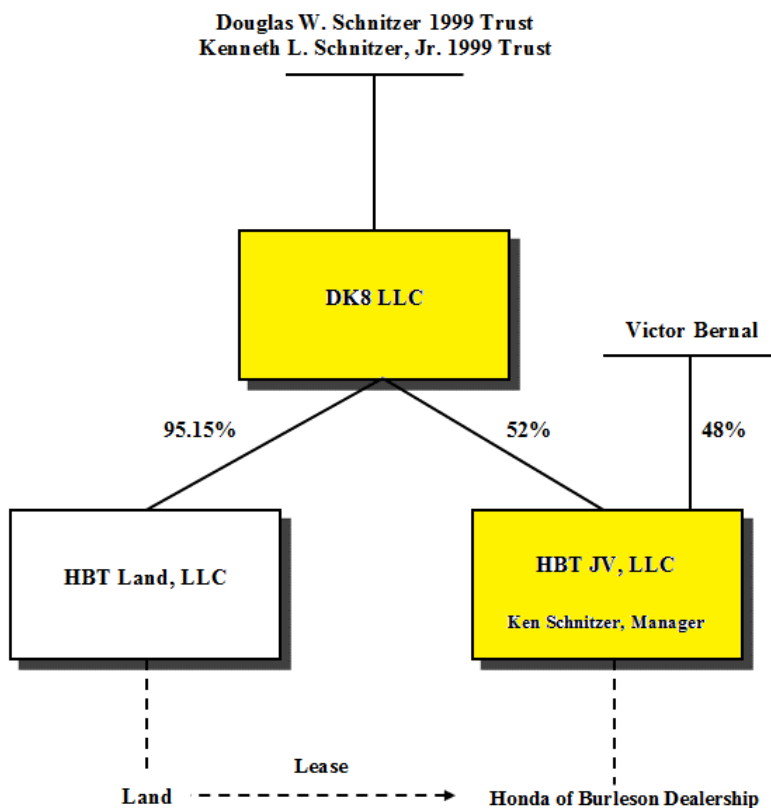 Douglas W. Schnitzer 1999 Trust
Kenneth L. Schnitzer, Jr. 1999 Trust
DK8 LLC
Victor Bernal
95.15%
52%
48%
HBT Land, LLC
HBT JV, LLC
Ken Schnitzer, Manager
Lease
Land
Honda of Burleson Dealership